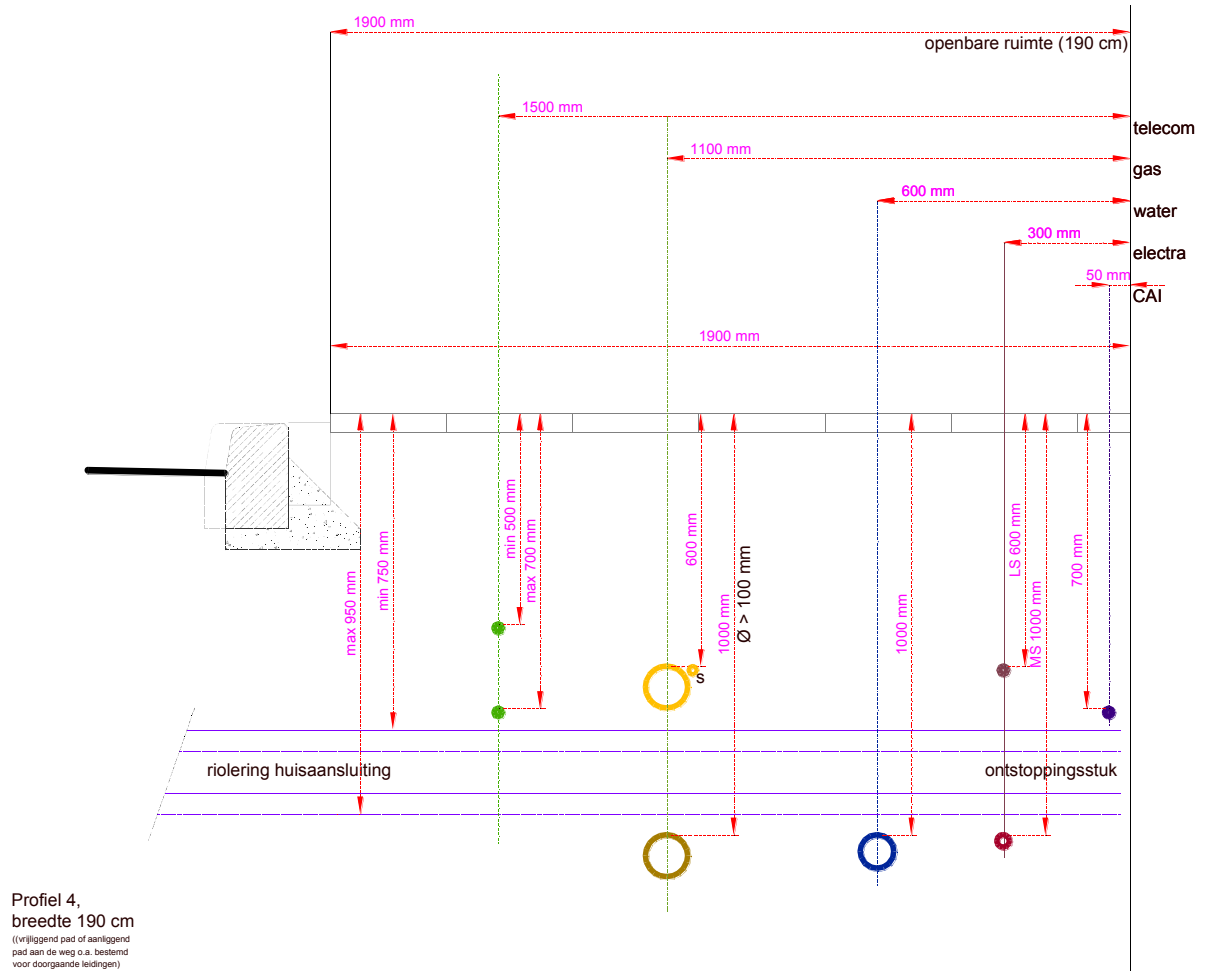 1900 mm
openbare ruimte (190 cm)
1500 mm
telecom
1100 mm
gas
600 mm
water
300 mm
electra
50 mm
CAI
1900 mm
max 950 mm
min 750 mm
min 500 mm
max 700 mm
600 mm
1000 mm
Ø > 100 mm
1000 mm
LS 600 mm
MS 1000 mm
700 mm
s
riolering huisaansluiting
ontstoppingsstuk
Profiel 4,
breedte 190 cm
((vrijliggend pad of aanliggend
pad aan de weg o.a. bestemd
voor doorgaande leidingen)